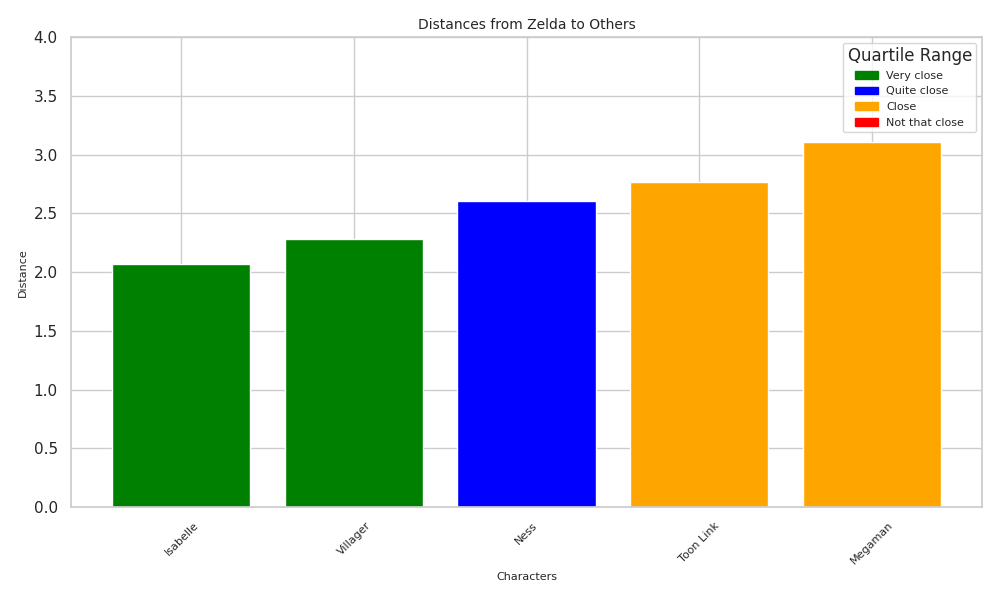 Distances from Zelda to Others
4.0
3.5
3.0
2.5
2.0
1.5
1.0
0.5
0.0
Distance
Quartile Range
Very close
Quite close
Close
Not that close
Isabelle
Villager
Ness
Toon Link
Megaman
Characters